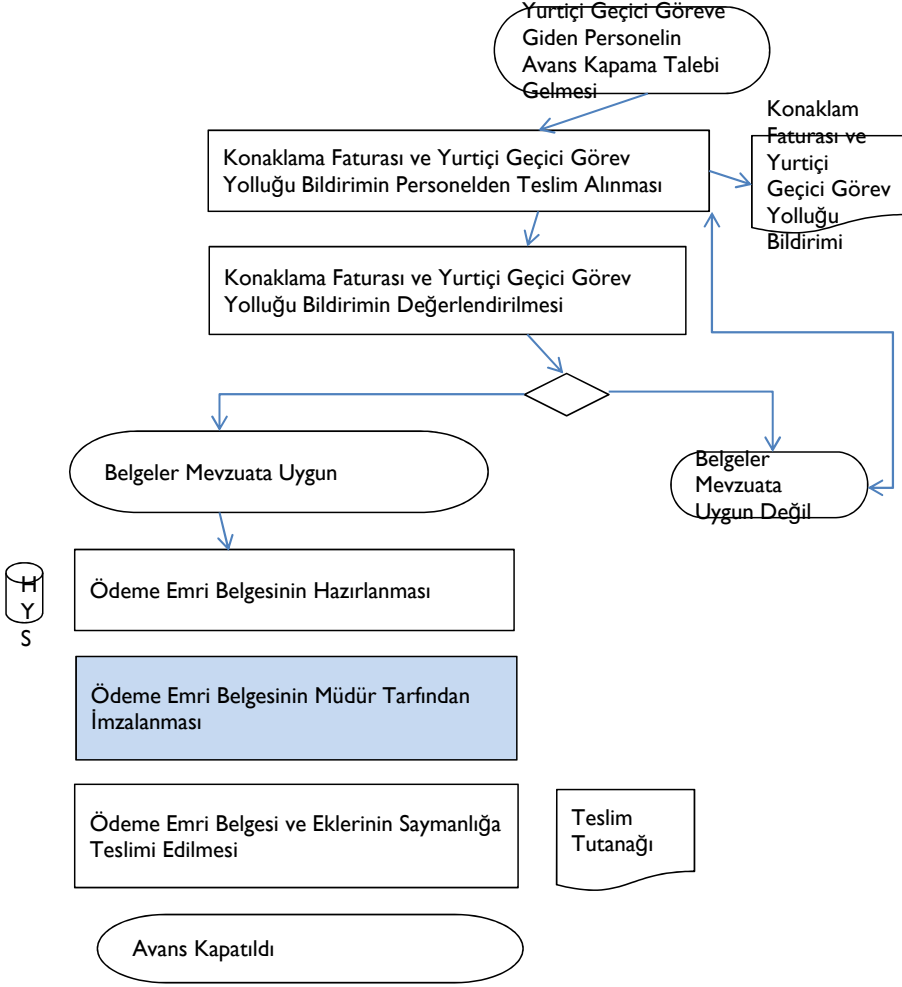 Yurtiçi Geçici Göreve
Giden Personelin
Avans Kapama Talebi
Gelmesi
Konaklama Faturası ve Yurtiçi Geçici Görev
Yolluğu Bildirimin Personelden Teslim Alınması
Konaklam
Faturası ve
Yurtiçi
Geçici Görev
Yolluğu
Bildirimi
Konaklama Faturası ve Yurtiçi Geçici Görev
Yolluğu Bildirimin Değerlendirilmesi
Belgeler Mevzuata Uygun
Belgeler
Mevzuata
Uygun Değil
H
Y
S
Ödeme Emri Belgesinin Hazırlanması
Ödeme Emri Belgesinin Müdür Tarfından
İmzalanması
Ödeme Emri Belgesi ve Eklerinin Saymanlığa
Teslimi Edilmesi
Teslim
Tutanağı
Avans Kapatıldı